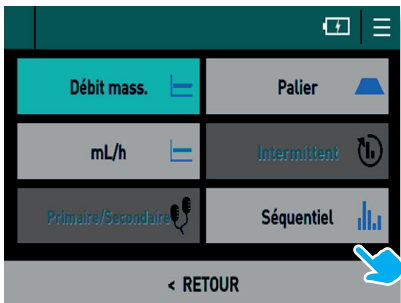 Débit mass.
Palier
mL/h
Intermittent
Primaire/Secondaire
Séquentiel
< RETOUR